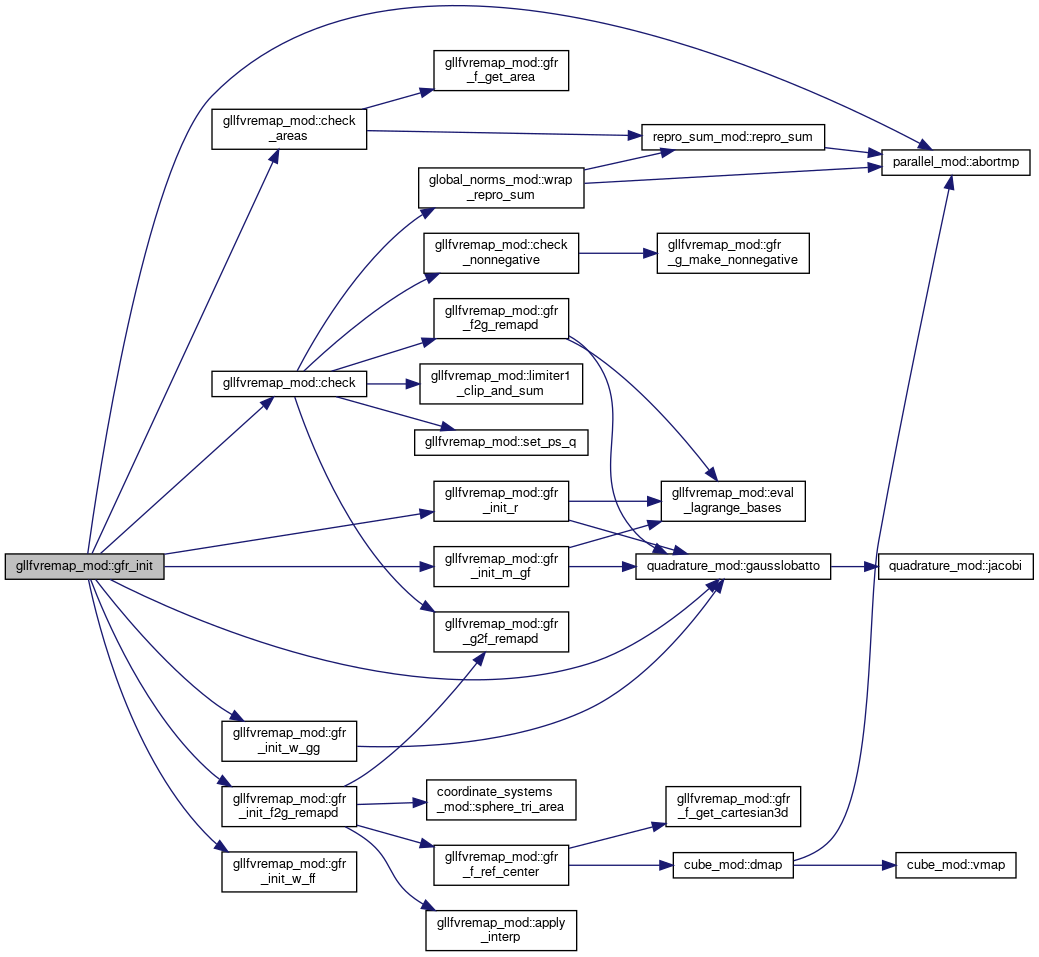 gllfvremap_mod::gfr
_f_get_area
gllfvremap_mod::check
_areas
repro_sum_mod::repro_sum
parallel_mod::abortmp
global_norms_mod::wrap
_repro_sum
gllfvremap_mod::check
_nonnegative
gllfvremap_mod::gfr
_g_make_nonnegative
gllfvremap_mod::gfr
_f2g_remapd
gllfvremap_mod::check
gllfvremap_mod::limiter1
_clip_and_sum
gllfvremap_mod::set_ps_q
gllfvremap_mod::gfr
_init_r
gllfvremap_mod::eval
_lagrange_bases
gllfvremap_mod::gfr_init
gllfvremap_mod::gfr
_init_m_gf
quadrature_mod::gausslobatto
quadrature_mod::jacobi
gllfvremap_mod::gfr
_g2f_remapd
gllfvremap_mod::gfr
_init_w_gg
gllfvremap_mod::gfr
_init_f2g_remapd
coordinate_systems
_mod::sphere_tri_area
gllfvremap_mod::gfr
_f_get_cartesian3d
gllfvremap_mod::gfr
_init_w_ff
gllfvremap_mod::gfr
_f_ref_center
cube_mod::dmap
cube_mod::vmap
gllfvremap_mod::apply
_interp